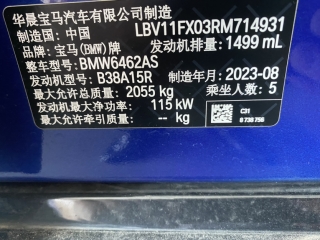 华晨宝马汽车有限公司制造
制造国：中国 LBV11FX03RM714931
品牌：宝马(BMW)牌 发动机排量：1499 mL
整车型号：BMW6462AS
发动机型号：B38A15R 制造年月：2023-08
最大允许总质量：2055 kg 乘坐人数：5
发动机最大净功率：115 kW
最大允许牵引质量：-- kg
C31
8 738 756